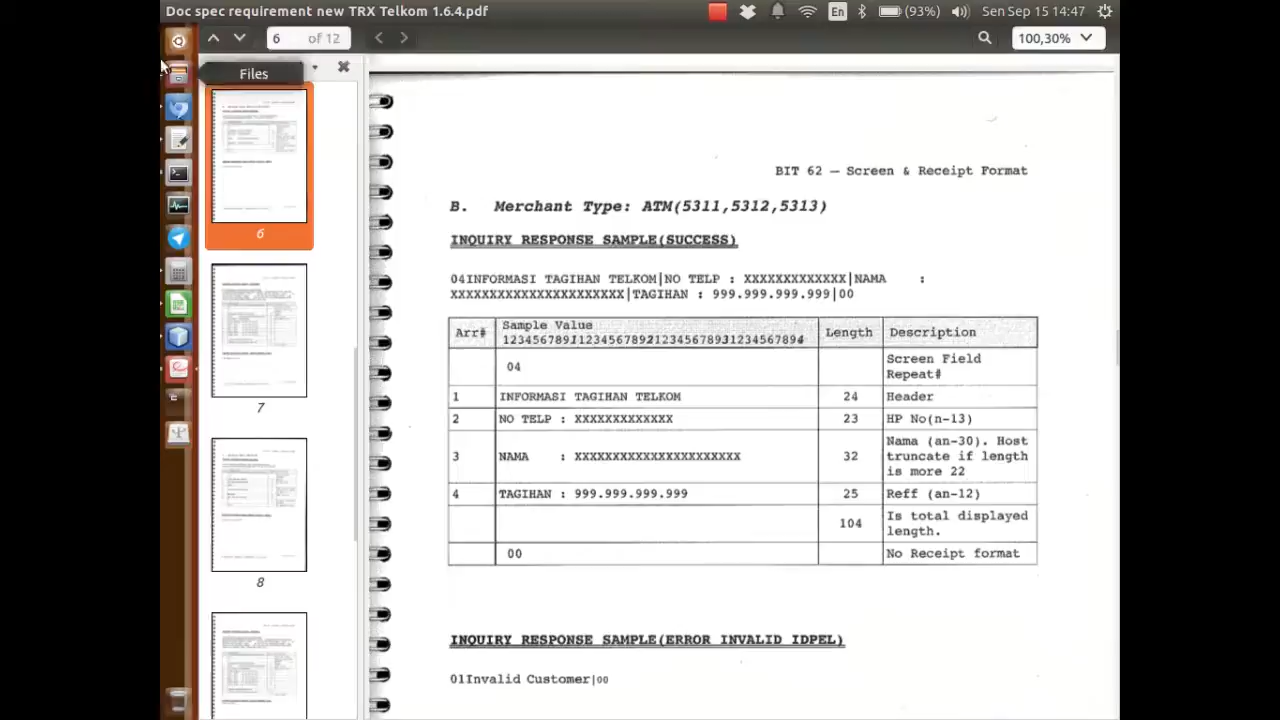 Doc spec requirement new TRX Telkom 1.6.4.pdf
En
(93%)
Sen Sep 15 14:47
6 of 12
100,30%
Files
6
7
8
BIT 62 — Screen & Receipt Format
B. Merchant Type: ATM(5311,5312,5313)
INQUIRY RESPONSE SAMPLE(SUCCESS)
04INFORMASI TAGIHAN TELKOM|NO TELP : XXXXXXXXXXXXX|NAMA :
XXXXXXXXXXXXXXXXXXXXXX|TAGIHAN : 999.999.999.999|00
Arr# Sample Value Length Description
1234567891123456789212345678931234567894
04 Screen Field
Repeat#
1 INFORMASI TAGIHAN TELKOM 24 Header
2 NO TELP : XXXXXXXXXXXXX 23 HP No(n-13)
3 NAMA : XXXXXXXXXXXXXXXXXXXXXX 32 Nama (an-30). Host
truncate if length
is more 22
4 TAGIHAN : 999.999.999.999 25 Reff (an-12)
104 Is total displayed
length.
00 No Receipt format
INQUIRY RESPONSE SAMPLE(ERROR INVALID IDPEL)
01Invalid Customer|00